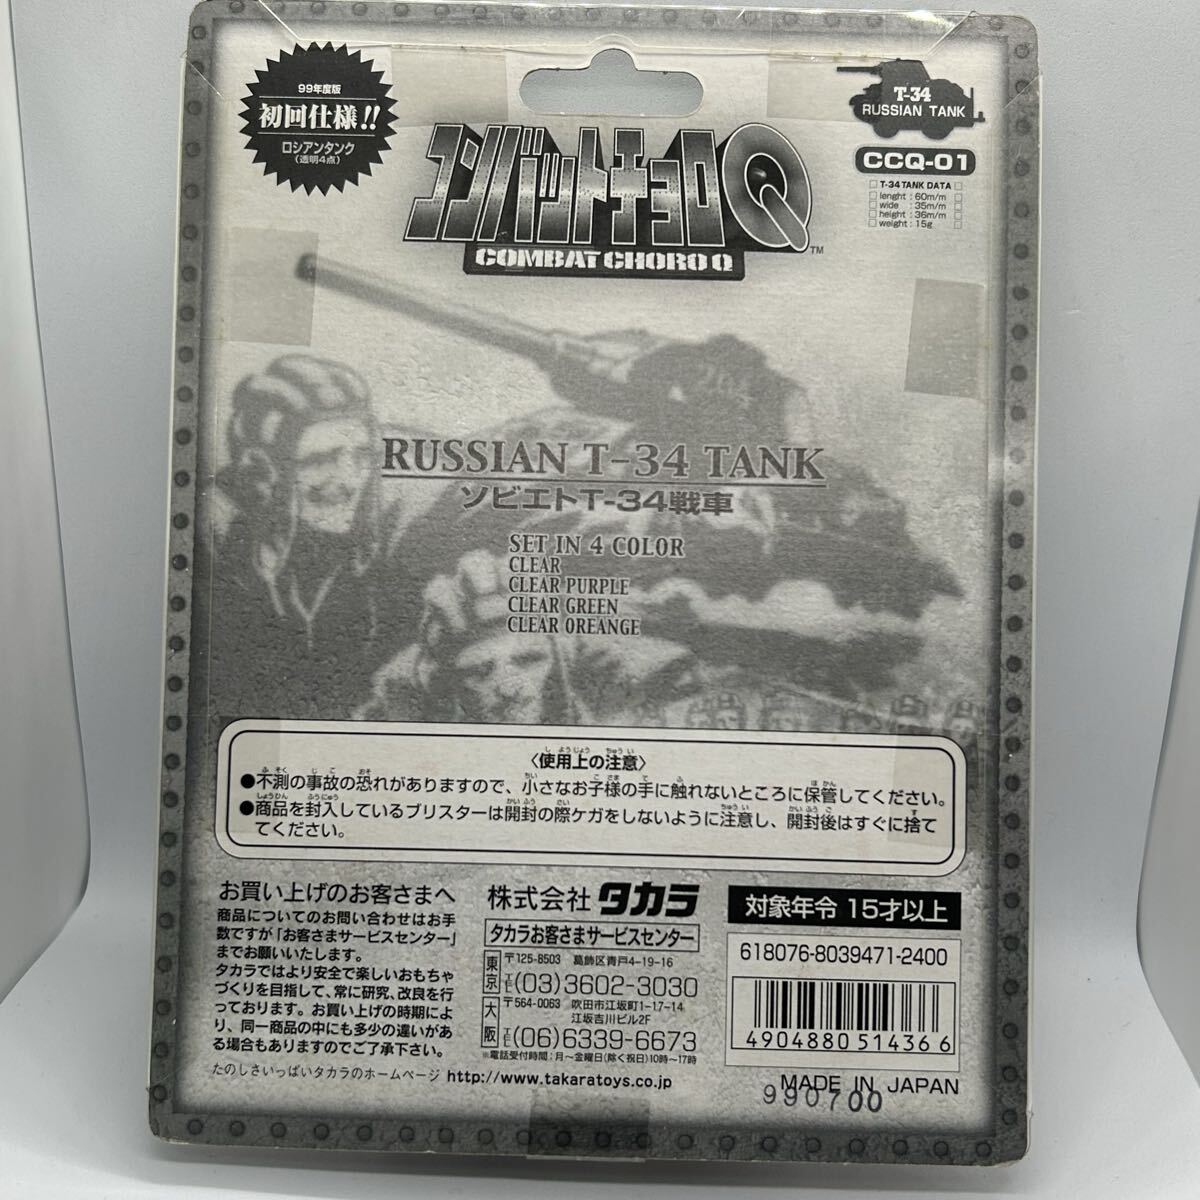 99年度版
初回仕様!!
ロシアンタンク
(透明4点)
コンバットチョロQ
TM
COMBAT CHORO Q
T-34
RUSSIAN TANK
CCQ-01
T-34 TANK DATA
lenght : 60m/m
wide : 35m/m
height : 36m/m
weight : 15g
RUSSIAN T-34 TANK
ソビエトT-34戦車
SET IN 4 COLOR
CLEAR
CLEAR PURPLE
CLEAR GREEN
CLEAR OREANGE
〈使用上の注意〉
●不測の事故の恐れがありますので、小さなお子様の手に触れないところに保管してください。
●商品を封入しているブリスターは開封の際ケガをしないように注意し、開封後はすぐに捨て
てください。
お買い上げのお客さまへ
商品についてのお問い合わせはお手
数ですが「お客さまサービスセンター」
までお願いいたします。
タカラではより安全で楽しいおもちゃ
づくりを目指して、常に研究、改良を行
っております。お買い上げの時期によ
り、同一商品の中にも多少の違いがあ
る場合もありますのでご了承下さい。
株式会社 タカラ
タカラお客さまサービスセンター
東京 〒125-8503 葛飾区青戸4-19-16
TEL(03)3602-3030
大阪 〒564-0063 吹田市江坂町1-17-14
江坂吉川ビル2F
TEL(06)6339-6673
※電話受付時間:月〜金曜日(除く祝日)10時〜17時
たのしさいっぱいタカラのホームページ http://www.takaratoys.co.jp
対象年令 15才以上
618076-8039471-2400
4904880514366
MADE IN JAPAN
990700